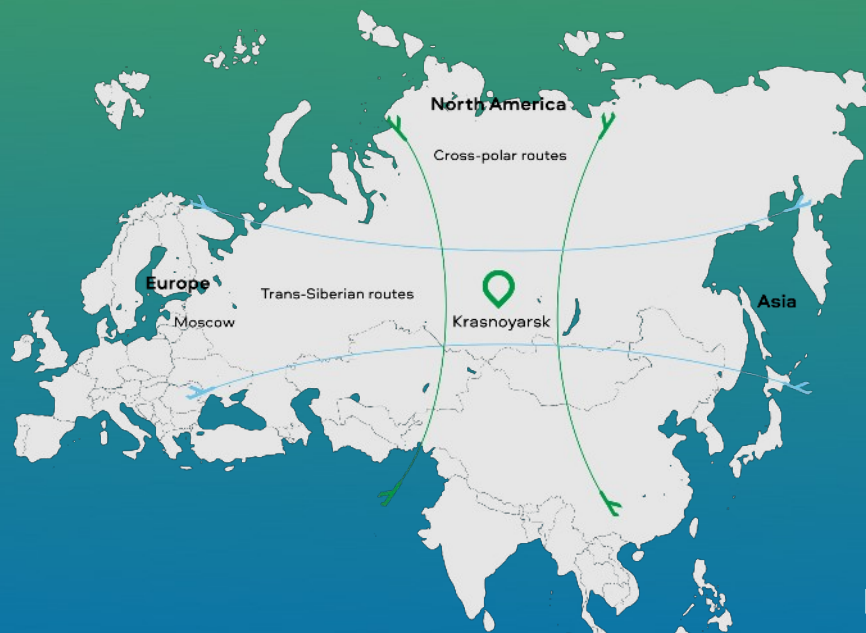 North America
Cross-polar routes
Europe
Trans-Siberian routes
Moscow
Krasnoyarsk
Asia